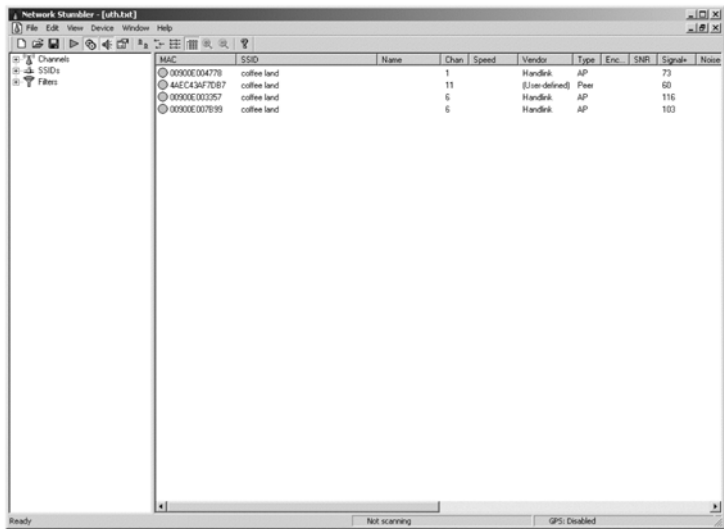 Network Stumbler - [uth.txt]
File Edit View Device Window Help
Channels
SSIDs
Filters
MAC SSID Name Chan Speed Vendor Type Enc... SNR Signal+ Noise
00900E004778 coffee land 1 Handlink AP 73
4AEC43AF7DB7 coffee land 11 (User-defined) Peer 60
00900E003357 coffee land 6 Handlink AP 116
00900E007B99 coffee land 6 Handlink AP 103
Ready Not scanning GPS: Disabled